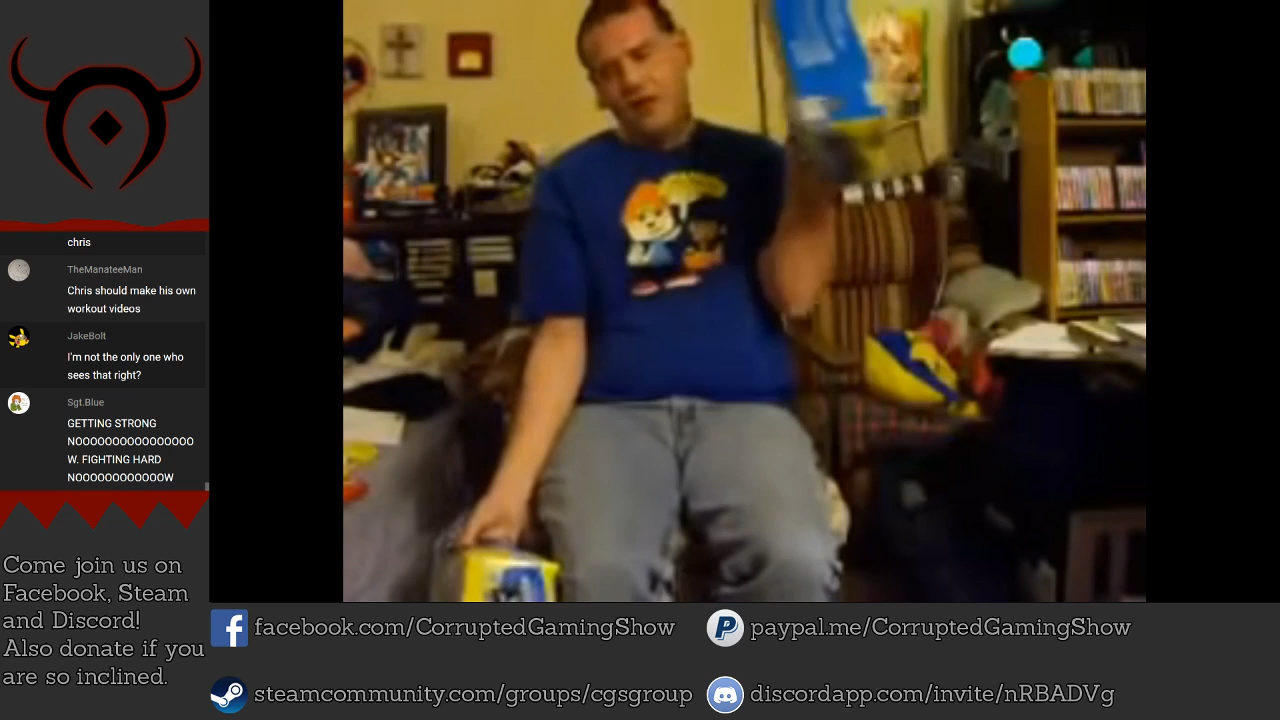 chris
TheManateeMan
Chris should make his own
workout videos
JakeBolt
I'm not the only one who
sees that right?
Sgt.Blue
GETTING STRONG
NOOOOOOOOOOOOOOOO
W. FIGHTING HARD
NOOOOOOOOOOOOW
Come join us on
Facebook, Steam
and Discord!
Also donate if you
are so inclined.
facebook.com/CorruptedGamingShow
paypal.me/CorruptedGamingShow
steamcommunity.com/groups/cgsgroup
discordapp.com/invite/nRBADVg